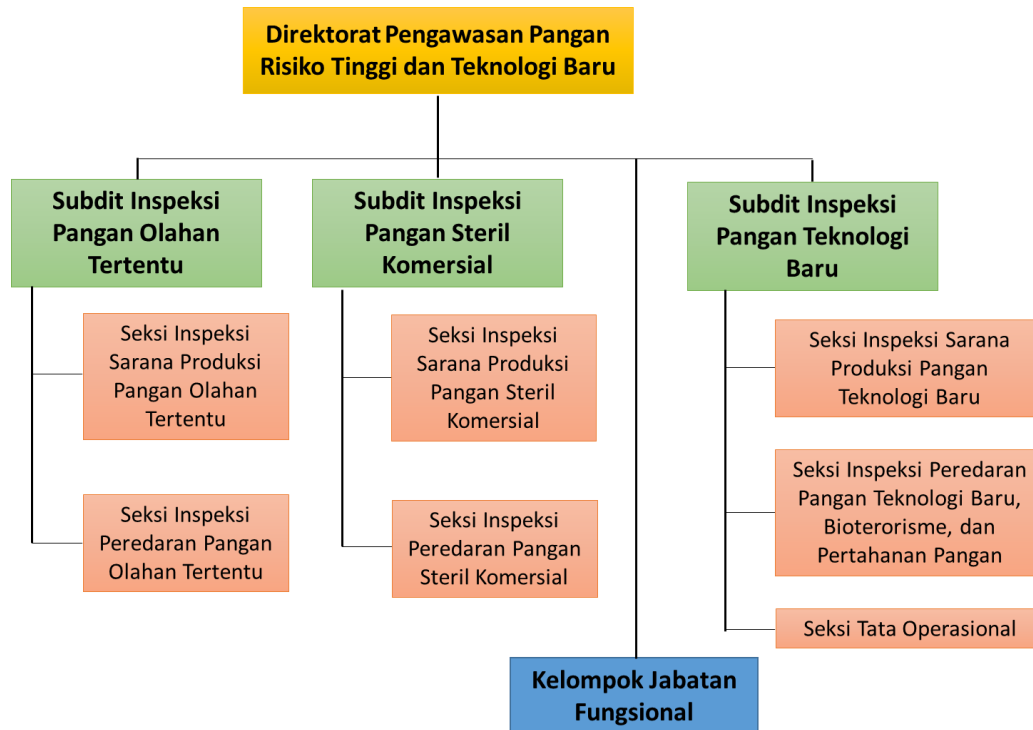 Direktorat Pengawasan Pangan
Risiko Tinggi dan Teknologi Baru
Subdit Inspeksi
Pangan Olahan
Tertentu
Seksi Inspeksi
Sarana Produksi
Pangan Olahan
Tertentu
Seksi Inspeksi
Peredaran Pangan
Olahan Tertentu
Subdit Inspeksi
Pangan Steril
Komersial
Seksi Inspeksi
Sarana Produksi
Pangan Steril
Komersial
Seksi Inspeksi
Peredaran Pangan
Steril Komersial
Subdit Inspeksi
Pangan Teknologi
Baru
Seksi Inspeksi Sarana
Produksi Pangan
Teknologi Baru
Seksi Inspeksi Peredaran
Pangan Teknologi Baru,
Bioterorisme, dan
Pertahanan Pangan
Seksi Tata Operasional
Kelompok Jabatan
Fungsional